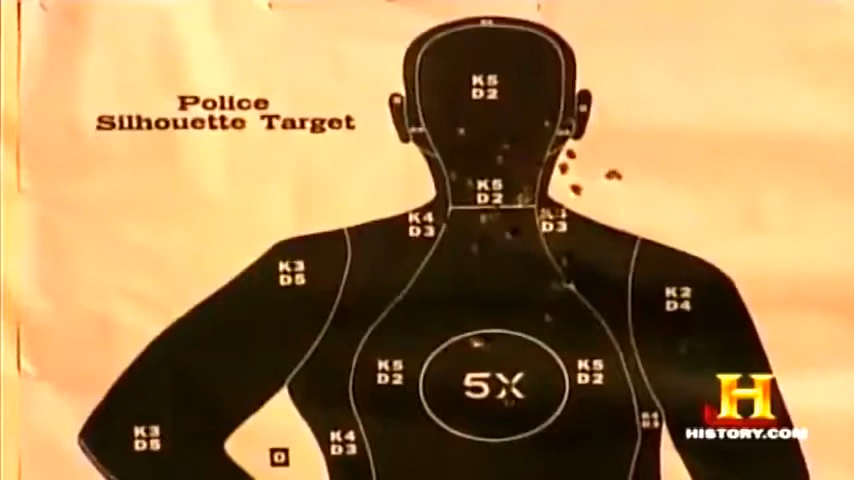 K5
D2
Police
Silhouette Target
K5
D2
K4
D3
D3
K3
D5
K2
D4
K5
D2
5X
K5
D2
K3
D5
K4
D3
D
H
HISTORY.COM